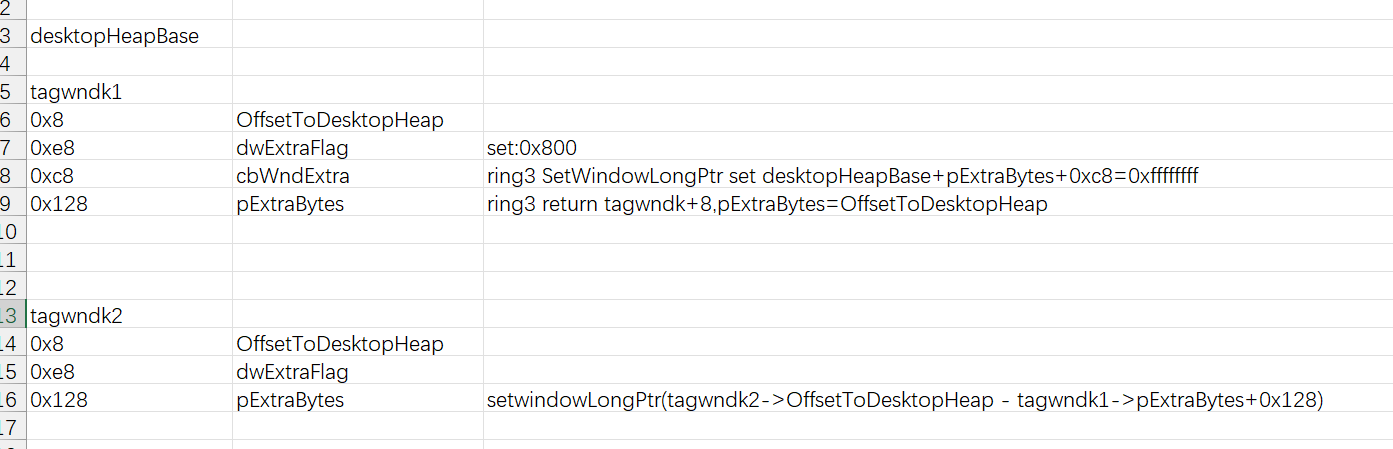 2
3 desktopHeapBase
4
5 tagwndk1
6 0x8 OffsetToDesktopHeap
7 0xe8 dwExtraFlag set:0x800
8 0xc8 cbWndExtra ring3 SetWindowLongPtr set desktopHeapBase+pExtraBytes+0xc8=0xffffffff
9 0x128 pExtraBytes ring3 return tagwndk+8,pExtraBytes=OffsetToDesktopHeap
10
11
12
13 tagwndk2
14 0x8 OffsetToDesktopHeap
15 0xe8 dwExtraFlag
16 0x128 pExtraBytes setwindowLongPtr(tagwndk2->OffsetToDesktopHeap - tagwndk1->pExtraBytes+0x128)
17